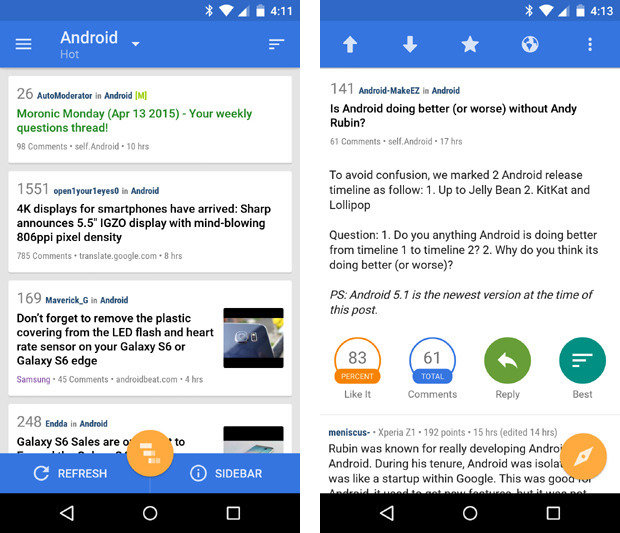 4:11
Android
Hot
26 AutoModerator in Android [M]
Moronic Monday (Apr 13 2015) - Your weekly
questions thread!
98 Comments • self.Android • 10 hrs
1551 open1your1eyes0 in Android
4K displays for smartphones have arrived: Sharp
announces 5.5" IGZO display with mind-blowing
806ppi pixel density
785 Comments • translate.google.com • 8 hrs
169 Maverick_G in Android
Don't forget to remove the plastic
covering from the LED flash and heart
rate sensor on your Galaxy S6 or
Galaxy S6 edge
Samsung • 45 Comments • androidbeat.com • 4 hrs
248 Endda in Android
Galaxy S6 Sales are to
REFRESH
SIDEBAR
4:13
141 Android-MakeEZ in Android
Is Android doing better (or worse) without Andy
Rubin?
61 Comments • self.Android • 17 hrs
To avoid confusion, we marked 2 Android release
timeline as follow: 1. Up to Jelly Bean 2. KitKat and
Lollipop
Question: 1. Do you anything Android is doing better
from timeline 1 to timeline 2? 2. Why do you think its
doing better (or worse)?
PS: Android 5.1 is the newest version at the time of
this post.
83
PERCENT
Like It
61
TOTAL
Comments
Reply
Best
meniscus- • Xperia Z1 • 192 points • 15 hrs (edited 14 hrs)
Rubin was known for really developing
Android. During his tenure, Android was
was like a startup within Google. This was good
Android, it used to get new features, but it was not